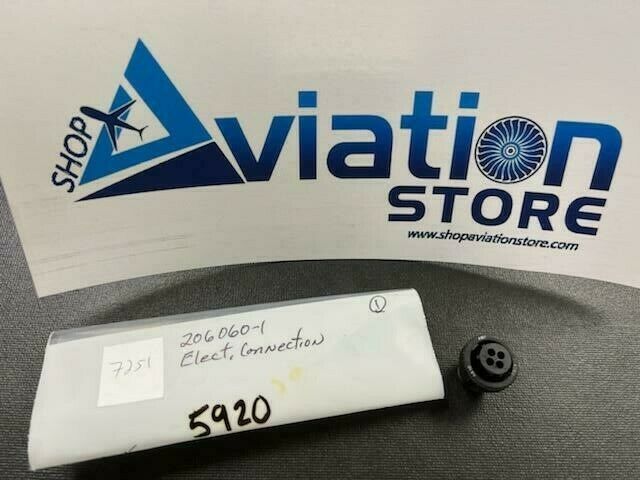 SHOP
Aviation
STORE
www.shopaviationstore.com
1
206060-1
Elect. Connection
7251
5920